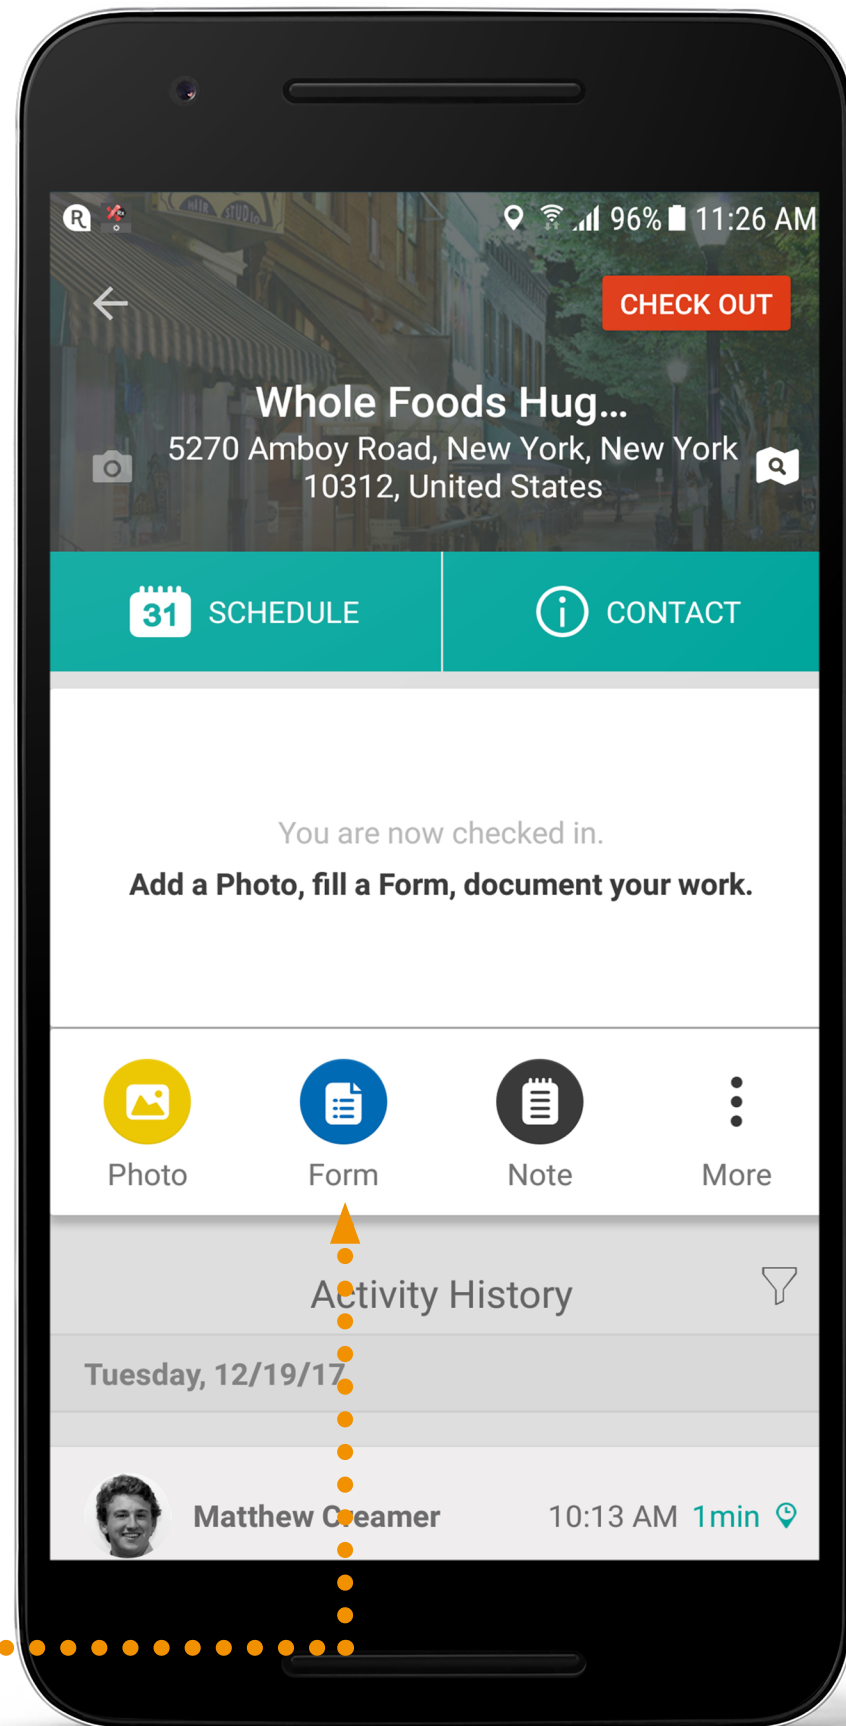 HAIR STUDIO
R
96% 11:26 AM
CHECK OUT
Whole Foods Hug...
5270 Amboy Road, New York, New York
10312, United States
31 SCHEDULE
i CONTACT
You are now checked in.
Add a Photo, fill a Form, document your work.
Photo Form Note More
Activity History
Tuesday, 12/19/17
Matthew Creamer 10:13 AM 1min